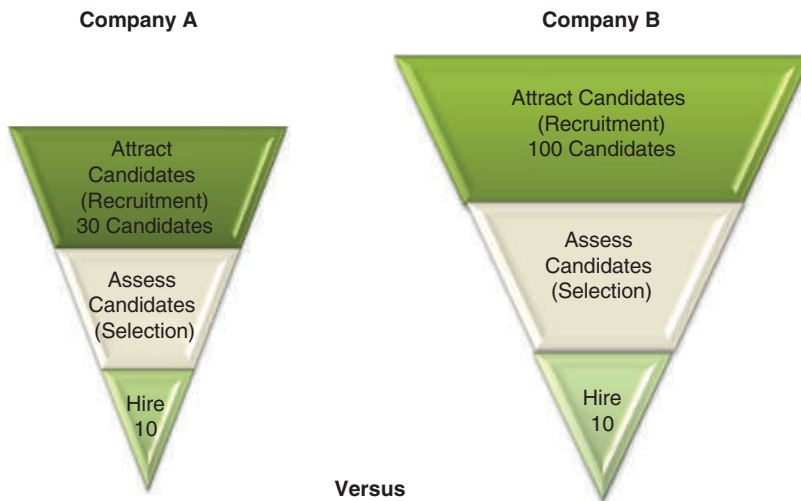 Company A
Attract
Candidates
(Recruitment)
30 Candidates
Assess
Candidates
(Selection)
Hire
10
Versus
Company B
Attract Candidates
(Recruitment)
100 Candidates
Assess
Candidates
(Selection)
Hire
10